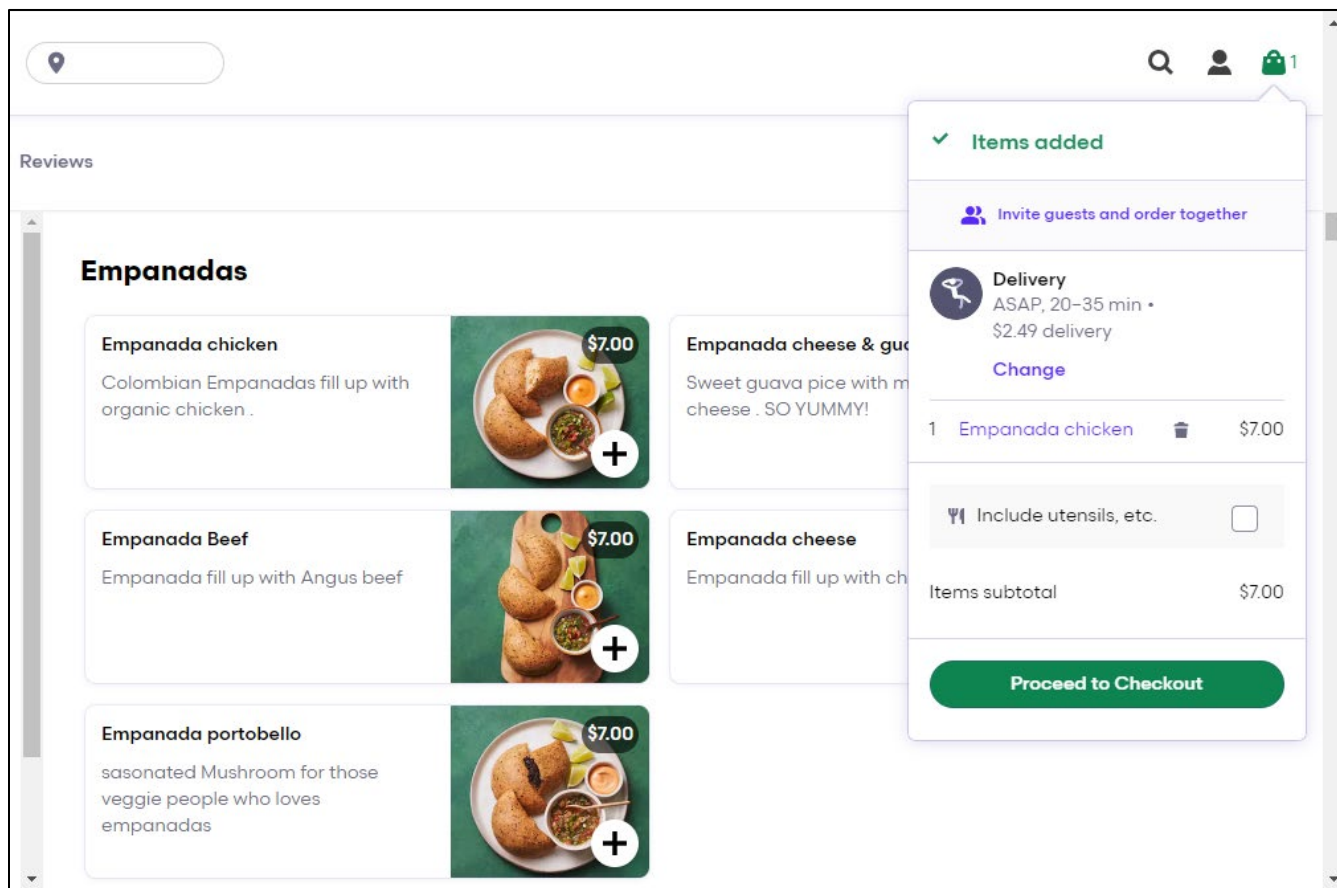 1
Reviews
Empanadas
Empanada chicken
Colombian Empanadas fill up with
organic chicken .
$7.00
Empanada cheese &
Sweet guava pice with
cheese . SO YUMMY!
Empanada Beef
Empanada fill up with Angus beef
$7.00
Empanada cheese
Empanada fill up with
Empanada portobello
sasonated Mushroom for those
veggie people who loves
empanadas
$7.00
Items added
Invite guests and order together
Delivery
ASAP, 20–35 min •
$2.49 delivery
Change
1 Empanada chicken $7.00
Include utensils, etc.
Items subtotal $7.00
Proceed to Checkout